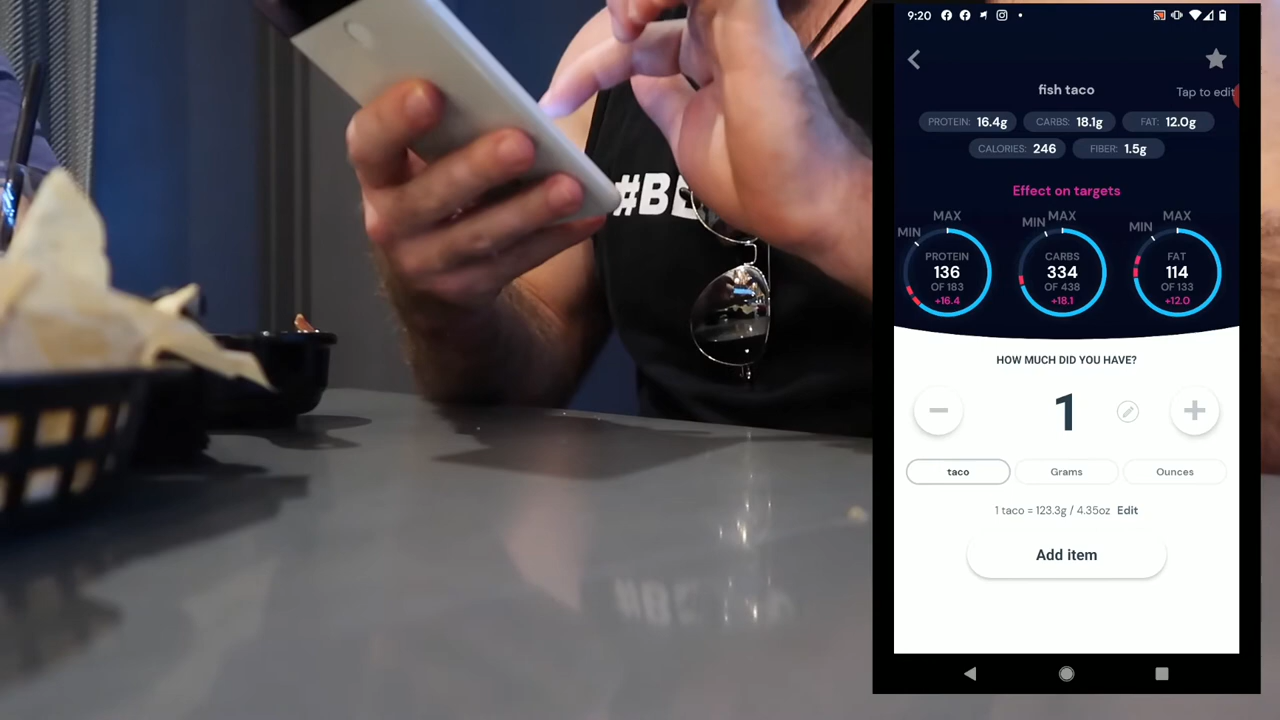 #BE
9:20
fish taco
Tap to edit
PROTEIN: 16.4g CARBS: 18.1g FAT: 12.0g
CALORIES: 246 FIBER: 1.5g
Effect on targets
MIN MAX MIN MAX MIN MAX
PROTEIN CARBS FAT
136 334 114
OF 183 OF 438 OF 133
+16.4 +18.1 +12.0
HOW MUCH DID YOU HAVE?
1
taco Grams Ounces
1 taco = 123.3g / 4.35oz Edit
Add item